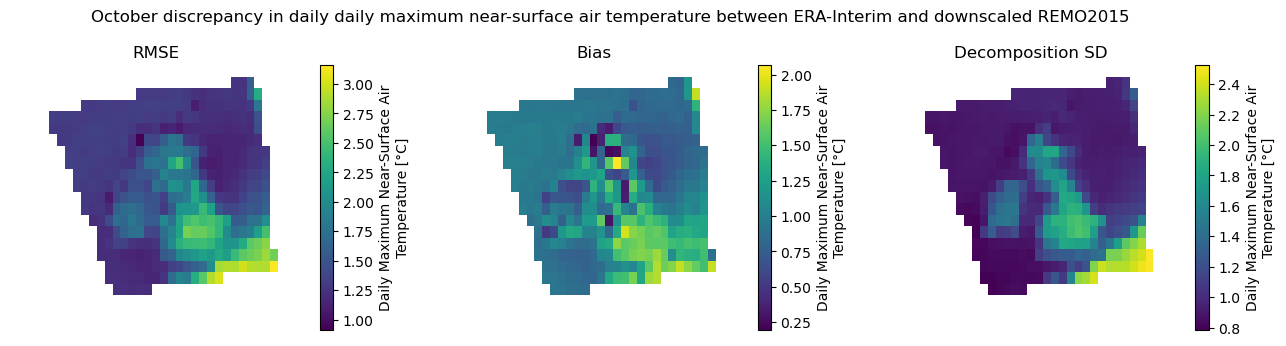 October discrepancy in daily daily maximum near-surface air temperature between ERA-Interim and downscaled REMO2015
RMSE
3.00
2.75
2.50
2.25
2.00
1.75
1.50
1.25
1.00
Daily Maximum Near-Surface Air
Temperature [°C]
Bias
2.00
1.75
1.50
1.25
1.00
0.75
0.50
0.25
Daily Maximum Near-Surface Air
Temperature [°C]
Decomposition SD
2.4
2.2
2.0
1.8
1.6
1.4
1.2
1.0
0.8
Daily Maximum Near-Surface Air
Temperature [°C]